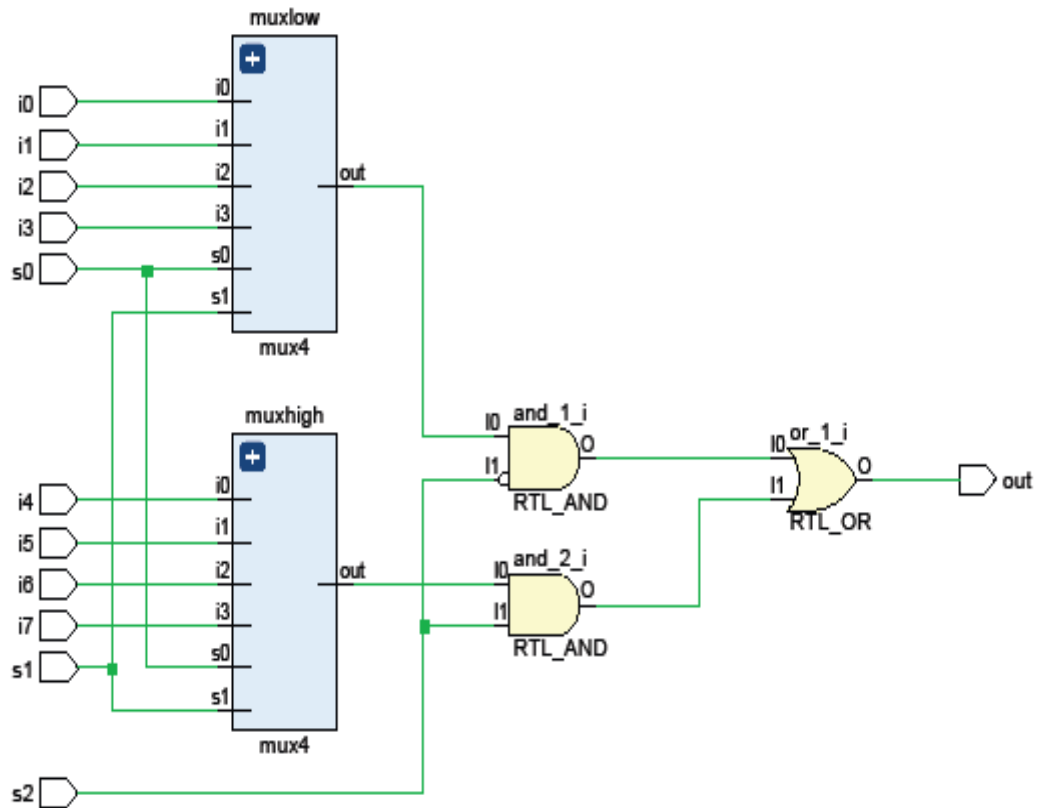 muxlow
i0
i0
i1
i1
i2
i2
out
i3
i3
s0
s0
s1
mux4
muxhigh
and_1_i
I0
O
I1
RTL_AND
or_1_i
I0
O
I1
RTL_OR
out
i4
i0
i5
i1
i6
i2
out
i7
i3
s0
s1
s1
mux4
and_2_i
I0
O
I1
RTL_AND
s2